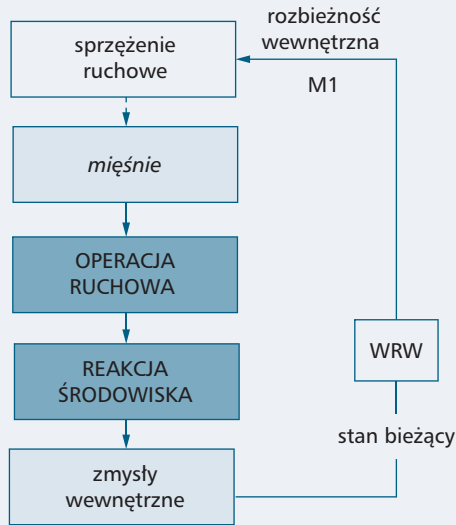 rozbieżność
wewnętrzna
M1
sprzężenie
ruchowe
mięśnie
OPERACJA
RUCHOWA
REAKCJA
ŚRODOWISKA
WRW
stan bieżący
zmysły
wewnętrzne